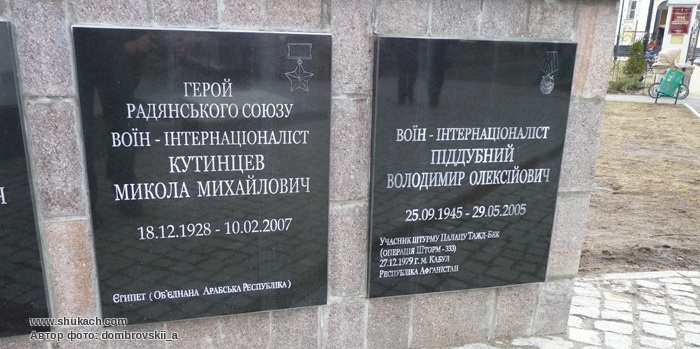 ГЕРОЙ
РАДЯНСЬКОГО СОЮЗУ
ВОЇН - ІНТЕРНАЦІОНАЛІСТ
КУТИНЦЕВ
МИКОЛА МИХАЙЛОВИЧ
18.12.1928 - 10.02.2007
ЄГИПЕТ ( ОБ'ЄДНАНА АРАБСЬКА РЕСПУБЛІКА )
ВОЇН - ІНТЕРНАЦІОНАЛІСТ
ПІДДУБНИЙ
ВОЛОДИМИР ОЛЕКСІЙОВИЧ
25.09.1945 - 29.05.2005
УЧАСНИК ШТУРМУ ПАЛАЦУ ТАЖД-БЕК
(ОПЕРАЦІЯ ШТОРМ - 333)
27.12.1979 Г. М. КАБУЛ
РЕСПУБЛІКА АФГАНІСТАН
www.shukach.com
Автор фото: dombrovskii_a